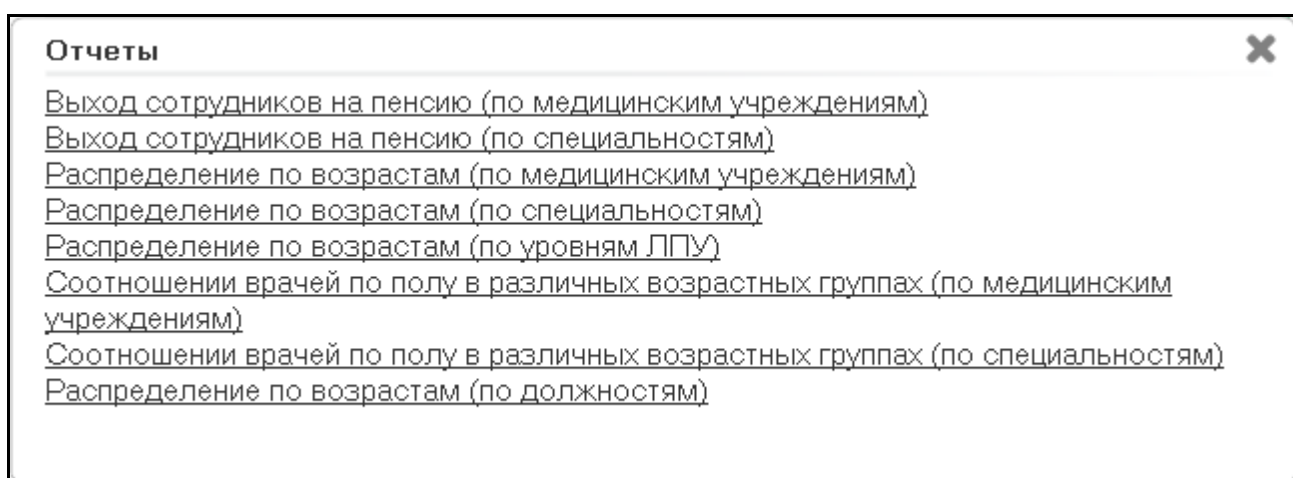 Отчеты
Выход сотрудников на пенсию (по медицинским учреждениям)
Выход сотрудников на пенсию (по специальностям)
Распределение по возрастам (по медицинским учреждениям)
Распределение по возрастам (по специальностям)
Распределение по возрастам (по уровням ЛПУ)
Соотношении врачей по полу в различных возрастных группах (по медицинским
учреждениям)
Соотношении врачей по полу в различных возрастных группах (по специальностям)
Распределение по возрастам (по должностям)